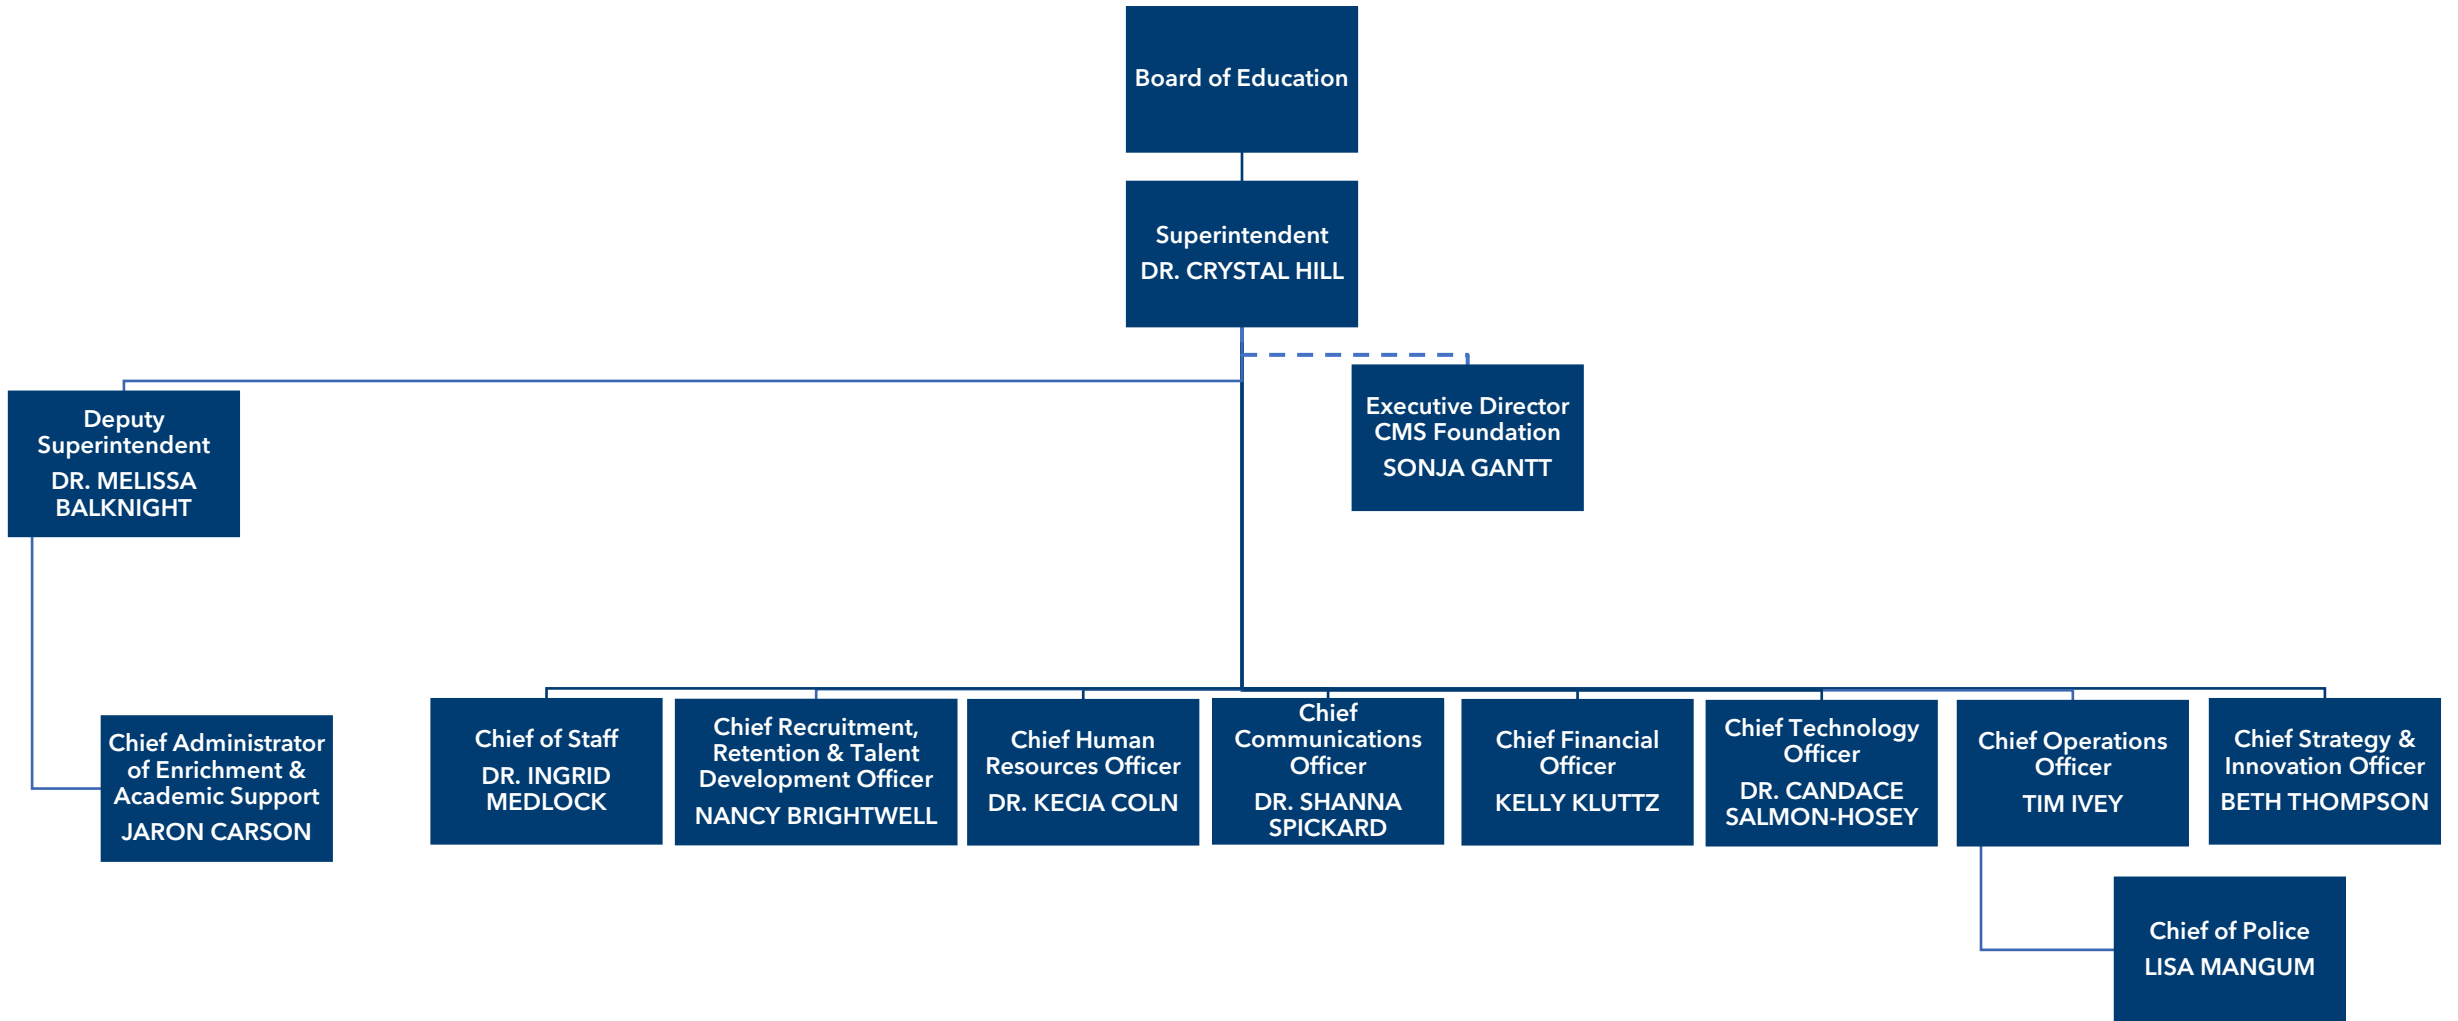 Board of Education
Superintendent
DR. CRYSTAL HILL
Deputy
Superintendent
DR. MELISSA
BALKNIGHT
Executive Director
CMS Foundation
SONJA GANTT
Chief Administrator
of Enrichment &
Academic Support
JARON CARSON
Chief of Staff
DR. INGRID
MEDLOCK
Chief Recruitment,
Retention & Talent
Development Officer
NANCY BRIGHTWELL
Chief Human
Resources Officer
DR. KECIA COLN
Chief
Communications
Officer
DR. SHANNA
SPICKARD
Chief Financial
Officer
KELLY KLUTTZ
Chief Technology
Officer
DR. CANDACE
SALMON-HOSEY
Chief Operations
Officer
TIM IVEY
Chief Strategy &
Innovation Officer
BETH THOMPSON
Chief of Police
LISA MANGUM